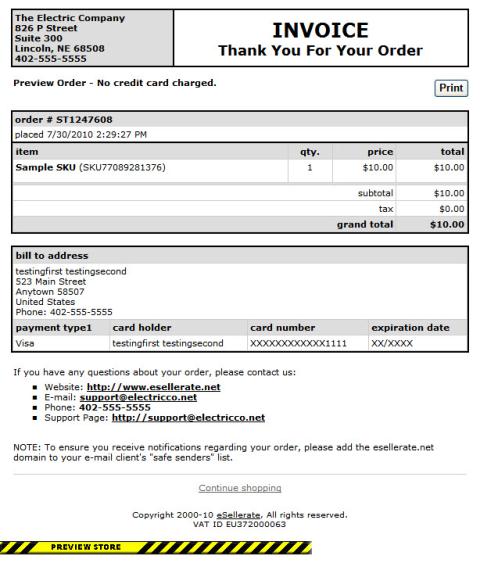 The Electric Company
826 P Street
Suite 300
Lincoln, NE 68508
402-555-5555
INVOICE
Thank You For Your Order
Preview Order - No credit card charged.
Print
order # ST1247608
placed 7/30/2010 2:29:27 PM
item qty. price total
Sample SKU (SKU77089281376) 1 $10.00 $10.00
subtotal $10.00
tax $0.00
grand total $10.00
bill to address
testingfirst testingsecond
523 Main Street
Anytown 58507
United States
Phone: 402-555-5555
payment type1 card holder card number expiration date
Visa testingfirst testingsecond XXXXXXXXXXXX1111 XX/XXXX
If you have any questions about your order, please contact us:
Website: http://www.esellerate.net
E-mail: support@electricco.net
Phone: 402-555-5555
Support Page: http://support@electricco.net
NOTE: To ensure you receive notifications regarding your order, please add the esellerate.net
domain to your e-mail client's "safe senders" list.
Continue shopping
Copyright 2000-10 eSellerate, All rights reserved.
VAT ID EU372000063
PREVIEW STORE